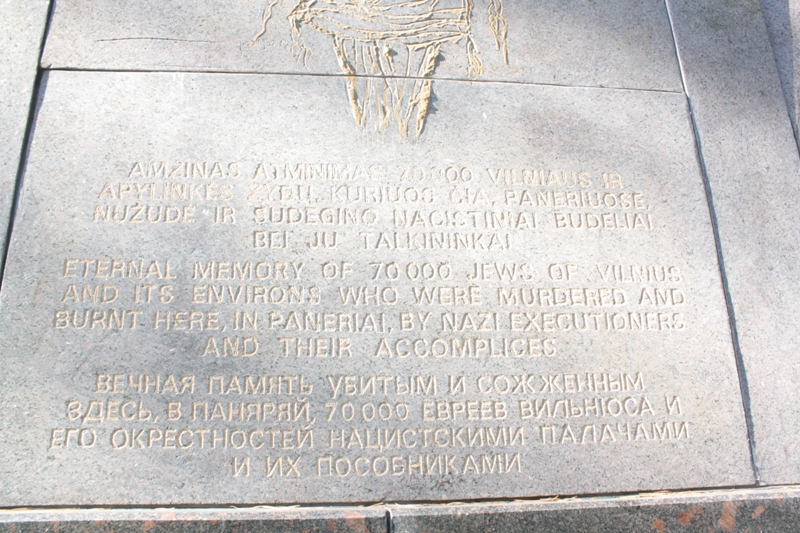 AMŽINAS ATMINIMAS 70 000 VILNIAUS IR
APYLINKĖS ŽYDŲ, KURIUOS ČIA, PANERIUOSE,
NUŽUDĖ IR SUDEGINO NACISTINIAI BUDELIAI
BEI JŲ TALKININKAI
ETERNAL MEMORY OF 70 000 JEWS OF VILNIUS
AND ITS ENVIRONS WHO WERE MURDERED AND
BURNT HERE, IN PANERIAI, BY NAZI EXECUTIONERS
AND THEIR ACCOMPLICES
ВЕЧНАЯ ПАМЯТЬ УБИТЫМ И СОЖЖЕННЫМ
ЗДЕСЬ, В ПАНЯРЯЙ, 70 000 ЕВРЕЕВ ВИЛЬНЮСА И
ЕГО ОКРЕСТНОСТЕЙ НАЦИСТСКИМИ ПАЛАЧАМИ
И ИХ ПОСОБНИКАМИ